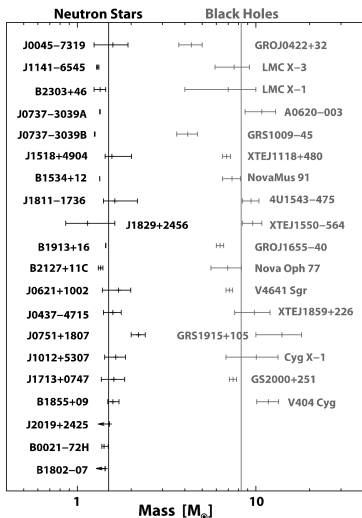 Neutron Stars Black Holes
J0045−7319 GROJ0422+32
J1141−6545 LMC X−3
B2303+46 LMC X−1
J0737−3039A A0620−003
J0737−3039B GRS1009−45
J1518+4904 XTEJ1118+480
B1534+12 NovaMus 91
J1811−1736 4U1543−475
J1829+2456 XTEJ1550−564
B1913+16 GROJ1655−40
B2127+11C Nova Oph 77
J0621+1002 V4641 Sgr
J0437−4715 XTEJ1859+226
J0751+1807 GRS1915+105
J1012+5307 Cyg X−1
J1713+0747 GS2000+251
B1855+09 V404 Cyg
J2019+2425
B0021−72H
B1802−07
1 10
Mass [M☉]